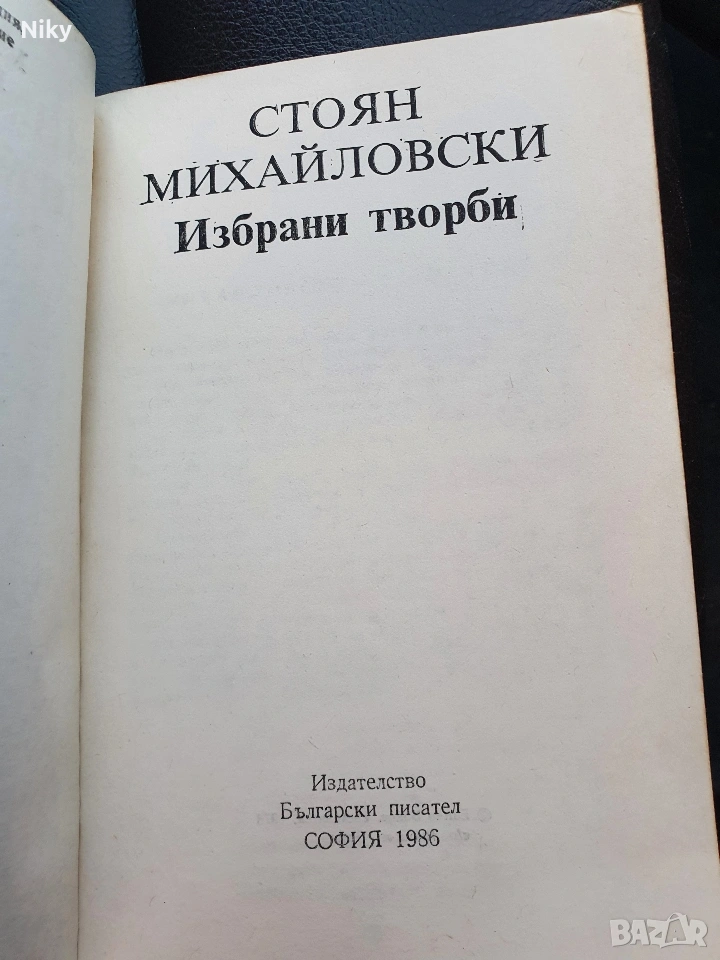 Niky
СТОЯН
МИХАЙЛОВСКИ
Избрани творби
Издателство
Български писател
СОФИЯ 1986
BAZAR